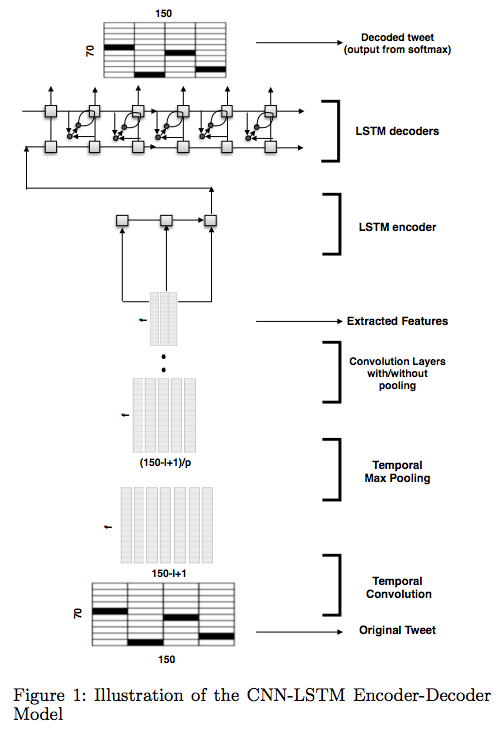 150
70
Decoded tweet
(output from softmax)
LSTM decoders
LSTM encoder
f
Extracted Features
Convolution Layers
with/without
pooling
f
(150-l+1)/p
Temporal
Max Pooling
f
150-l+1
Temporal
Convolution
70
Original Tweet
150
Figure 1: Illustration of the CNN-LSTM Encoder-Decoder
Model